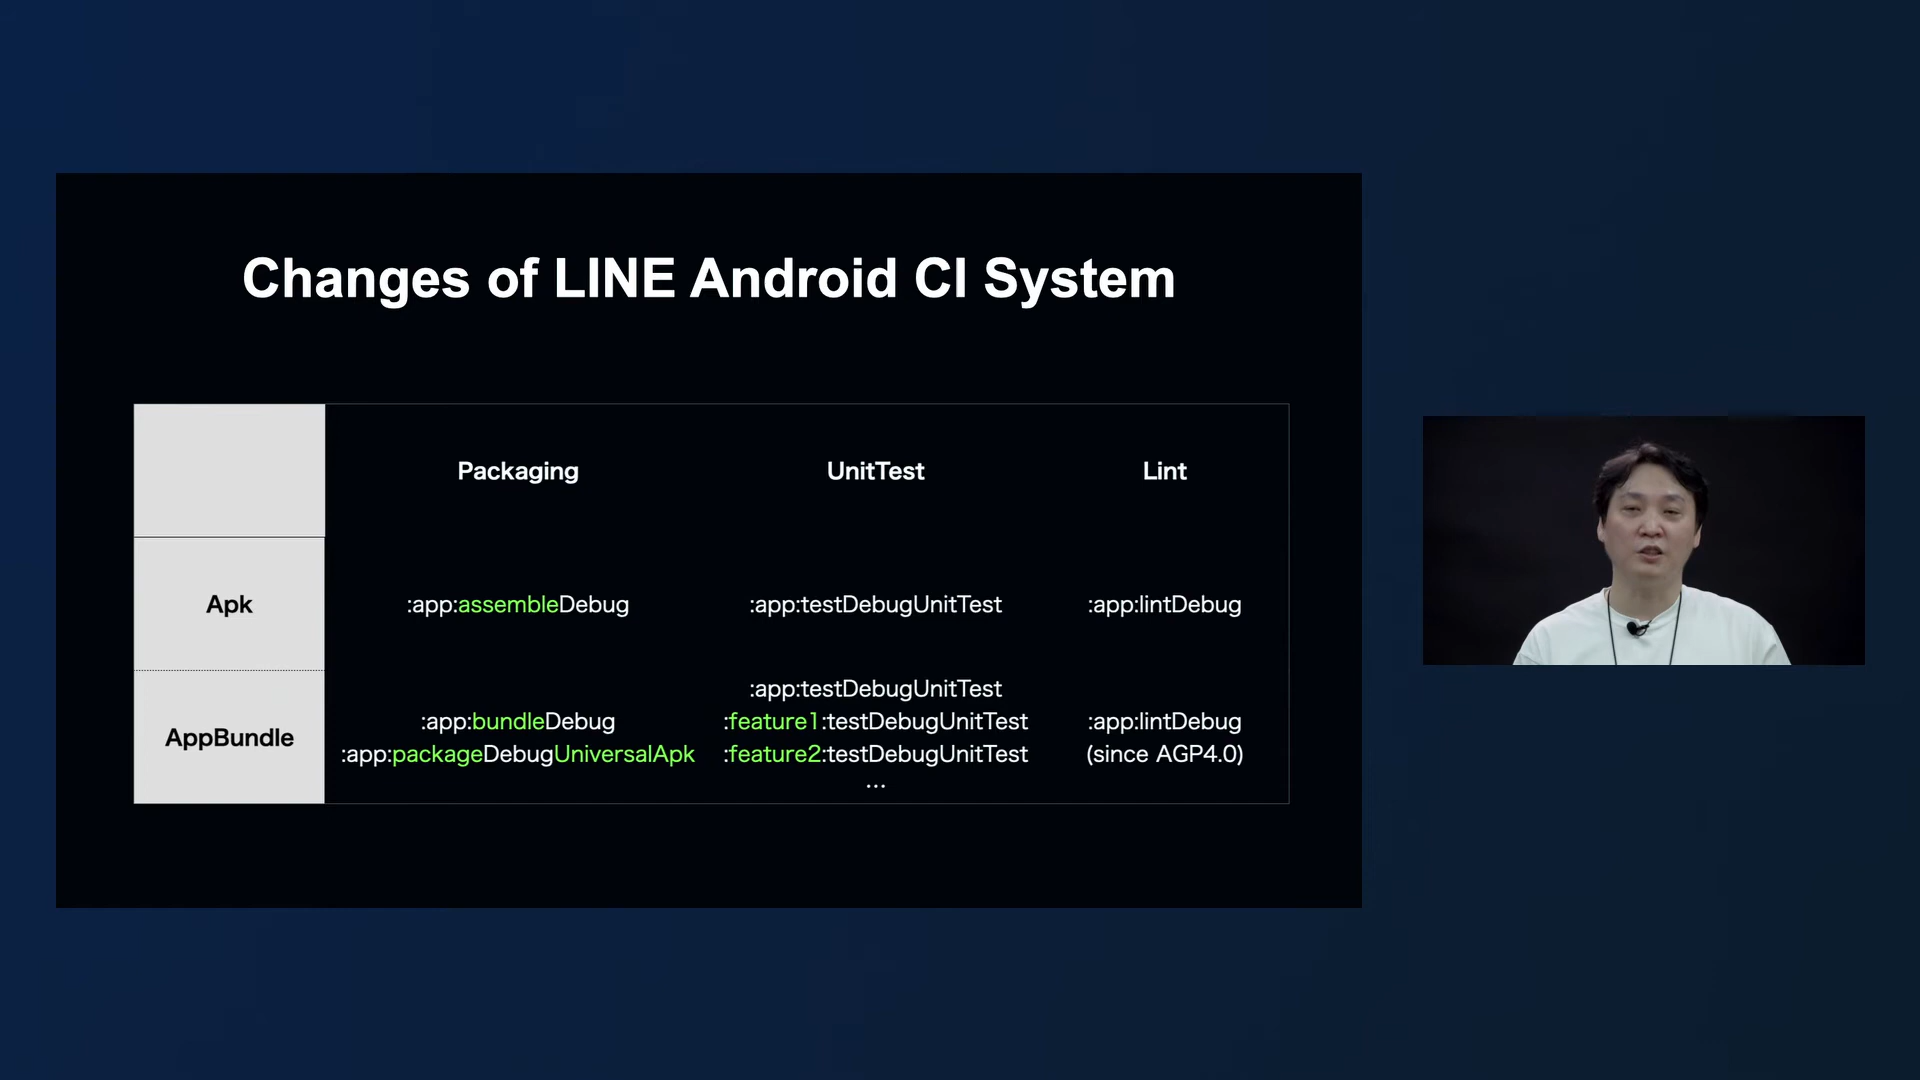 Changes of LINE Android CI System
Packaging
UnitTest
Lint
Apk
:app:assembleDebug
:app:testDebugUnitTest
:app:lintDebug
AppBundle
:app:bundleDebug
:app:packageDebugUniversalApk
:app:testDebugUnitTest
:feature1:testDebugUnitTest
:feature2:testDebugUnitTest
...
:app:lintDebug
(since AGP4.0)